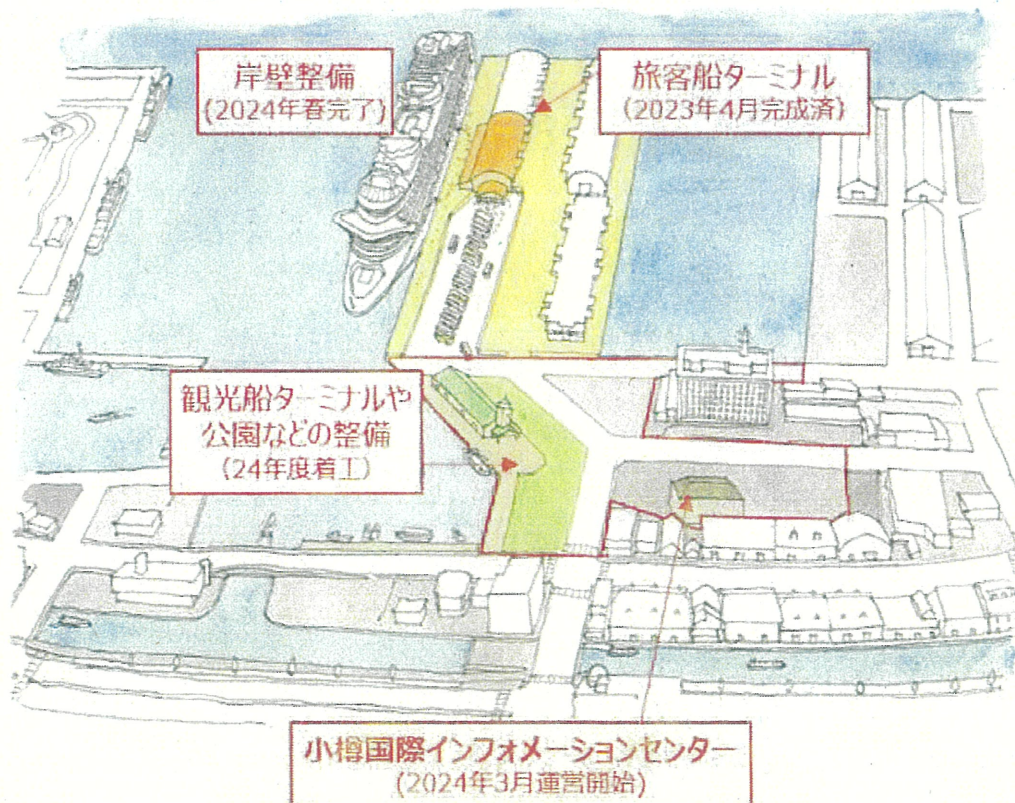 岸壁整備
(2024年春完了)
旅客船ターミナル
(2023年4月完成済)
観光船ターミナルや
公園などの整備
(24年度着工)
小樽国際インフォメーションセンター
(2024年3月運営開始)